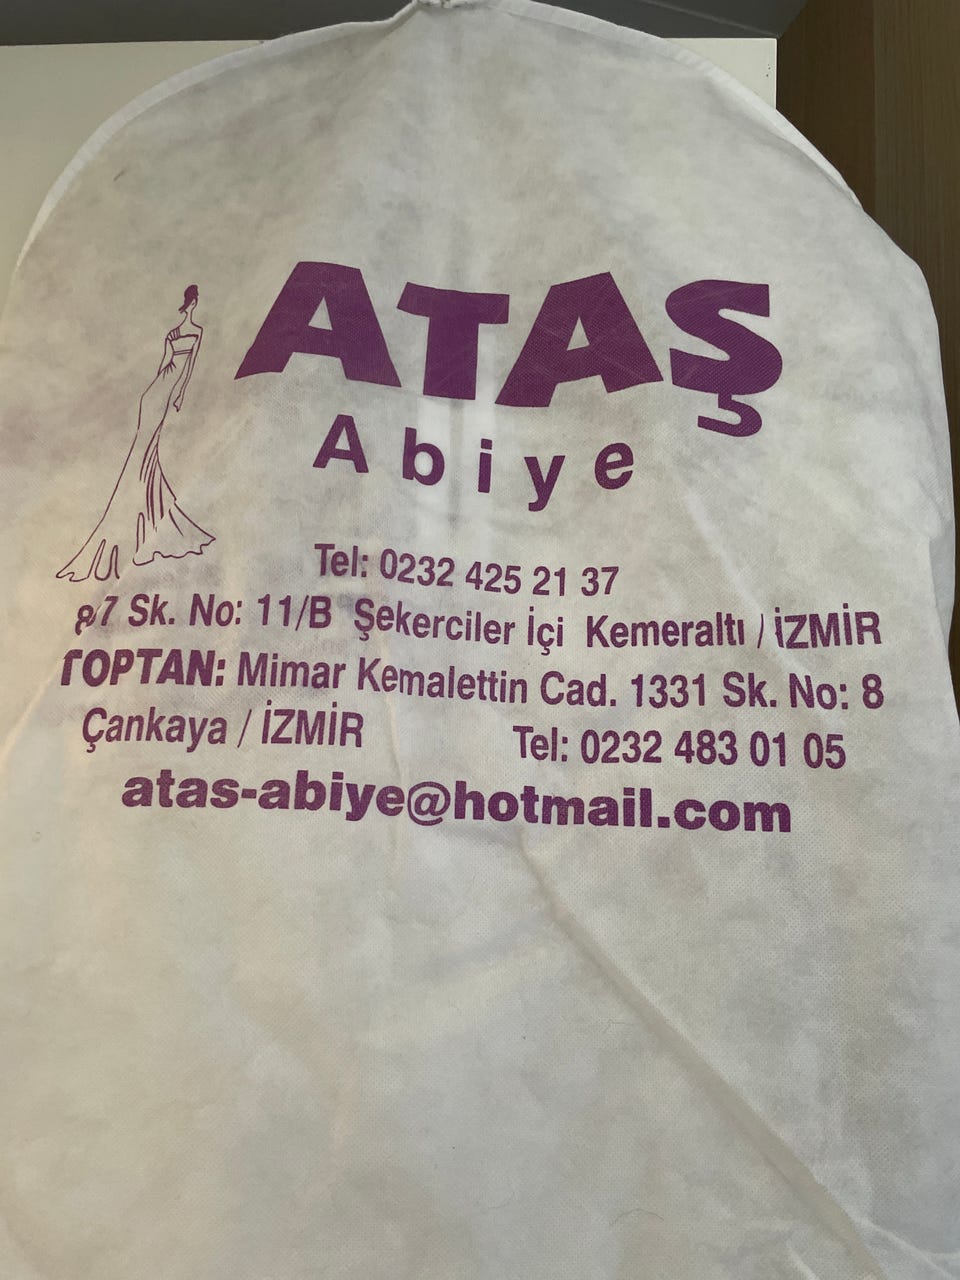 ATAŞ
Abiye
Tel: 0232 425 21 37
Sk. No: 11/B Şekerciler İçi Kemeraltı / İZMİR
TOPTAN: Mimar Kemalettin Cad. 1331 Sk. No: 8
Çankaya / İZMİR Tel: 0232 483 01 05
atas-abiye@hotmail.com